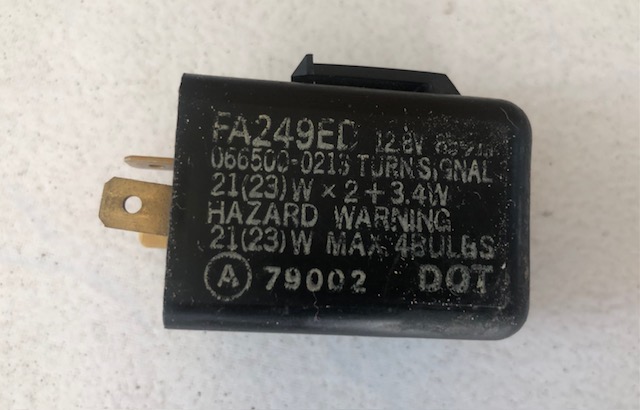 FA249ED 12.8V
066500-0213 TURN SIGNAL
21(23)W × 2 + 3.4W
HAZARD WARNING
21(23)W MAX 4BULBS
A 79002 DOT